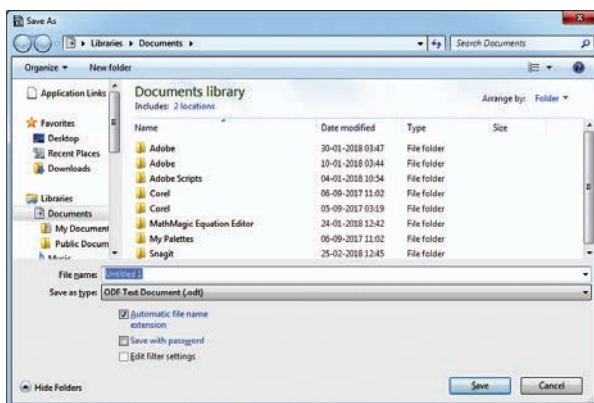 Save As
Libraries Documents
Search Documents
Organize New folder
Application Links
Favorites
Desktop
Recent Places
Downloads
Libraries
Documents
My Document
Public Docum
Music
Documents library
Includes: 2 locations
Arrange by: Folder
Name Date modified Type Size
Adobe 30-01-2018 03:47 File folder
Adobe 10-01-2018 03:44 File folder
Adobe Scripts 04-01-2018 10:54 File folder
Corel 06-09-2017 11:02 File folder
Corel 05-09-2017 03:19 File folder
MathMagic Equation Editor 24-01-2018 12:42 File folder
My Palettes 06-09-2017 11:02 File folder
Snagit 25-02-2018 12:45 File folder
File name: Untitled 1
Save as type: ODF Text Document (.odt)
Automatic file name
extension
Save with password
Edit filter settings
Hide Folders
Save Cancel